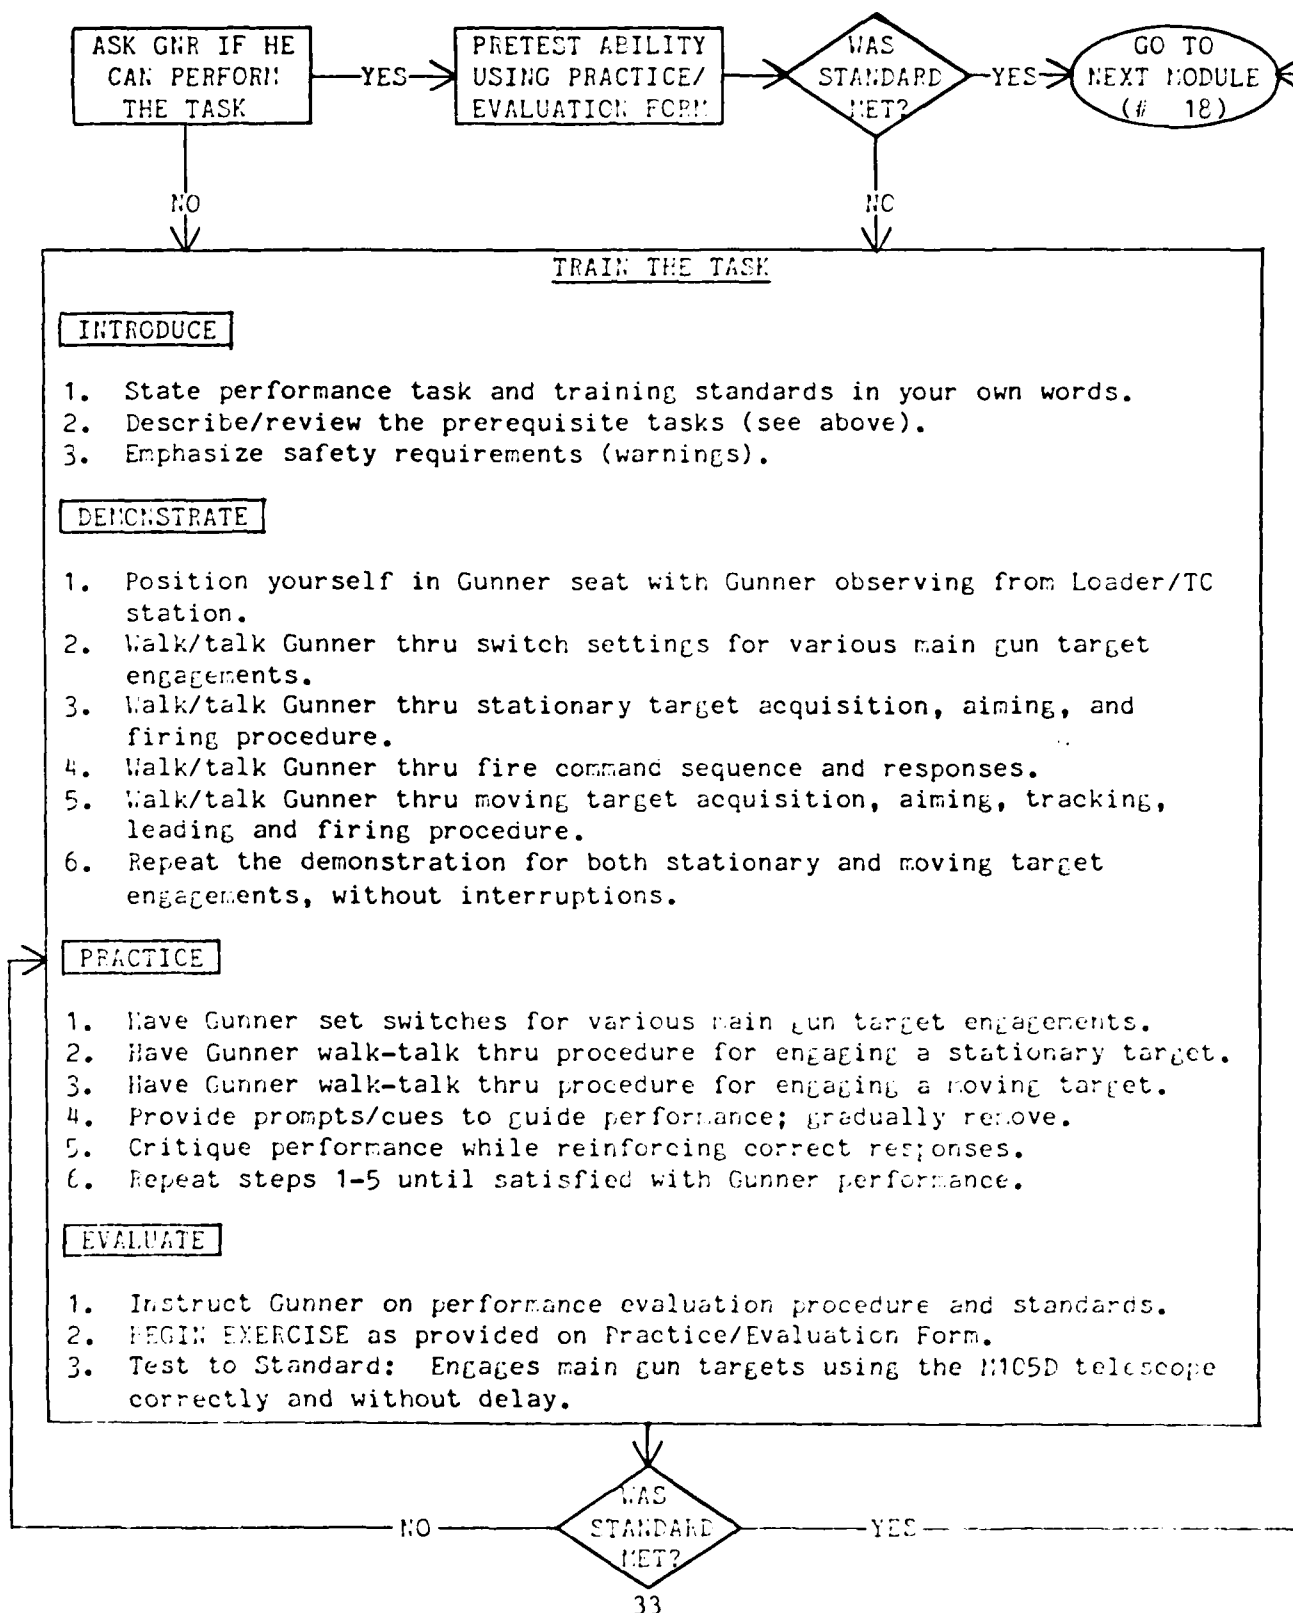 ASK GNR IF HE
CAN PERFORM
THE TASK
YES
PRETEST ABILITY
USING PRACTICE/
EVALUATION FORM
WAS
STANDARD
MET?
YES
GO TO
NEXT MODULE
(# 18)
NO
NO
TRAIN THE TASK
INTRODUCE
1. State performance task and training standards in your own words.
2. Describe/review the prerequisite tasks (see above).
3. Emphasize safety requirements (warnings).
DEMONSTRATE
1. Position yourself in Gunner seat with Gunner observing from Loader/TC
station.
2. Walk/talk Gunner thru switch settings for various main gun target
engagements.
3. Walk/talk Gunner thru stationary target acquisition, aiming, and
firing procedure.
4. Walk/talk Gunner thru fire command sequence and responses.
5. Walk/talk Gunner thru moving target acquisition, aiming, tracking,
leading and firing procedure.
6. Repeat the demonstration for both stationary and moving target
engagements, without interruptions.
PRACTICE
1. Have Gunner set switches for various main gun target engagements.
2. Have Gunner walk-talk thru procedure for engaging a stationary target.
3. Have Gunner walk-talk thru procedure for engaging a moving target.
4. Provide prompts/cues to guide performance; gradually remove.
5. Critique performance while reinforcing correct responses.
6. Repeat steps 1-5 until satisfied with Gunner performance.
EVALUATE
1. Instruct Gunner on performance evaluation procedure and standards.
2. BEGIN EXERCISE as provided on Practice/Evaluation Form.
3. Test to Standard: Engages main gun targets using the M105D telescope
correctly and without delay.
WAS
STANDARD
MET?
NO
YES
33